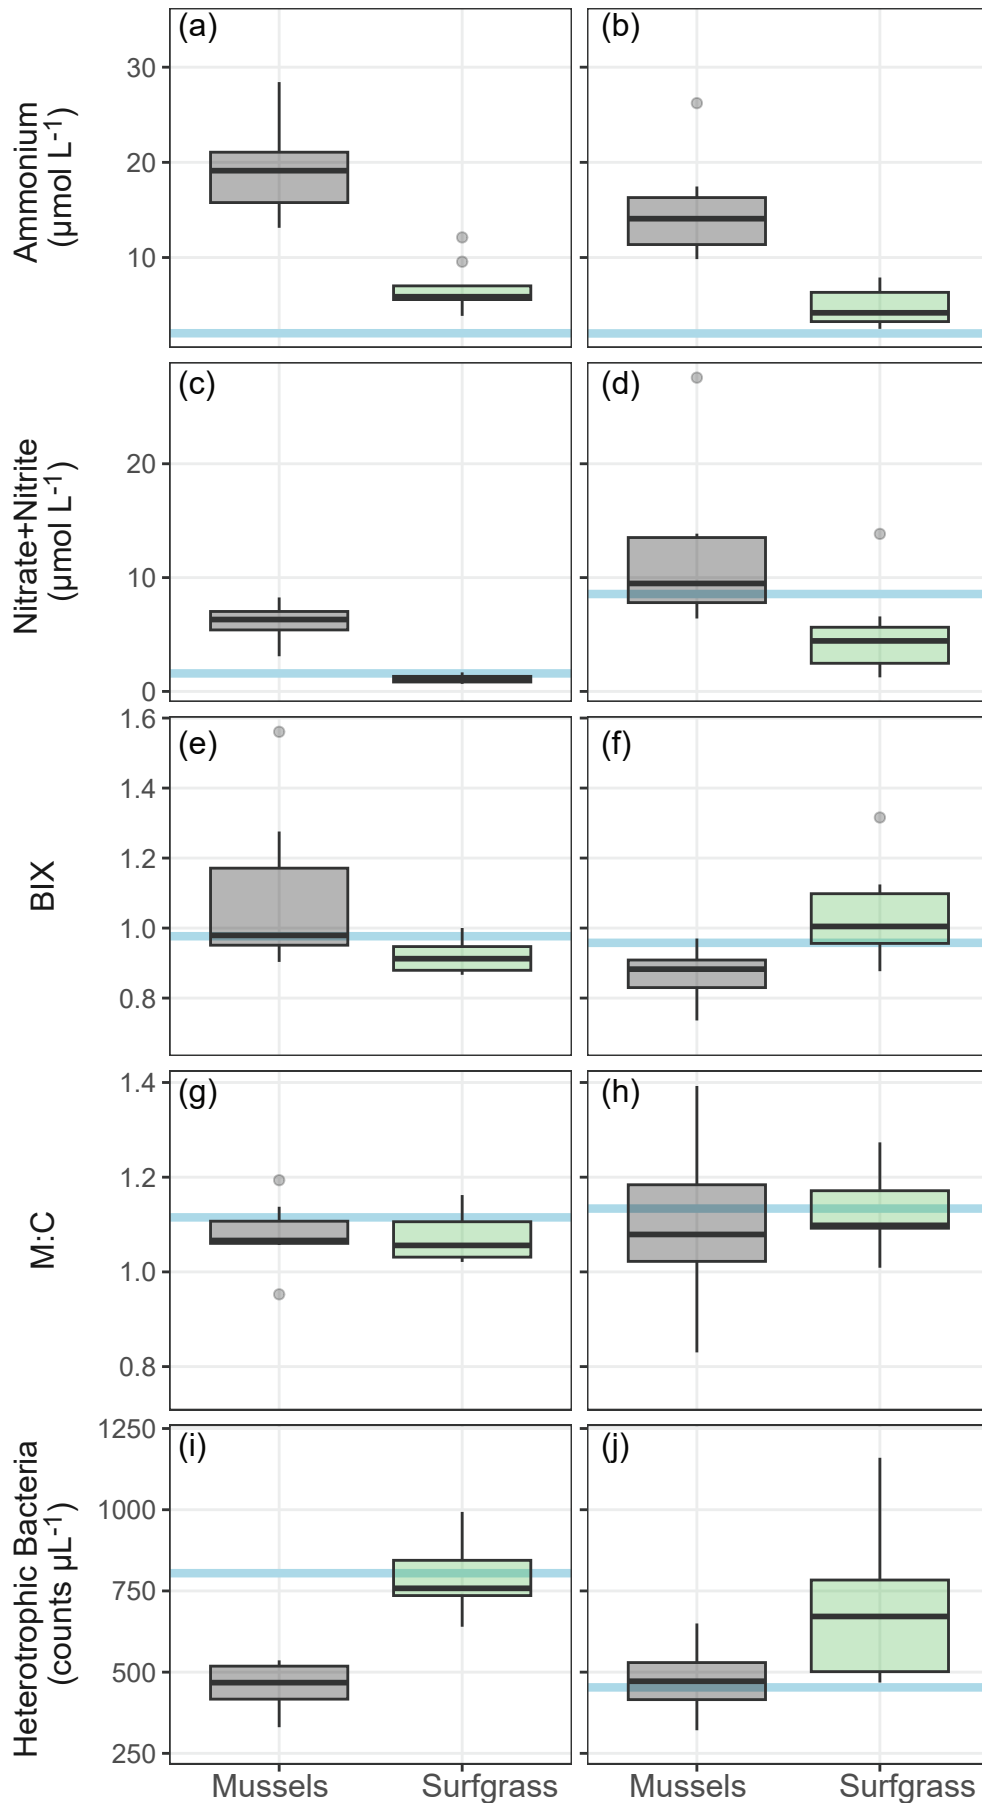 (a)
(b)
Ammonium
(µmol L⁻¹)
30
20
10
(c)
(d)
Nitrate+Nitrite
(µmol L⁻¹)
20
10
0
(e)
(f)
BIX
1.6
1.4
1.2
1.0
0.8
(g)
(h)
M:C
1.4
1.2
1.0
0.8
(i)
(j)
Heterotrophic Bacteria
(counts µL⁻¹)
1250
1000
750
500
250
Mussels Surfgrass Mussels Surfgrass